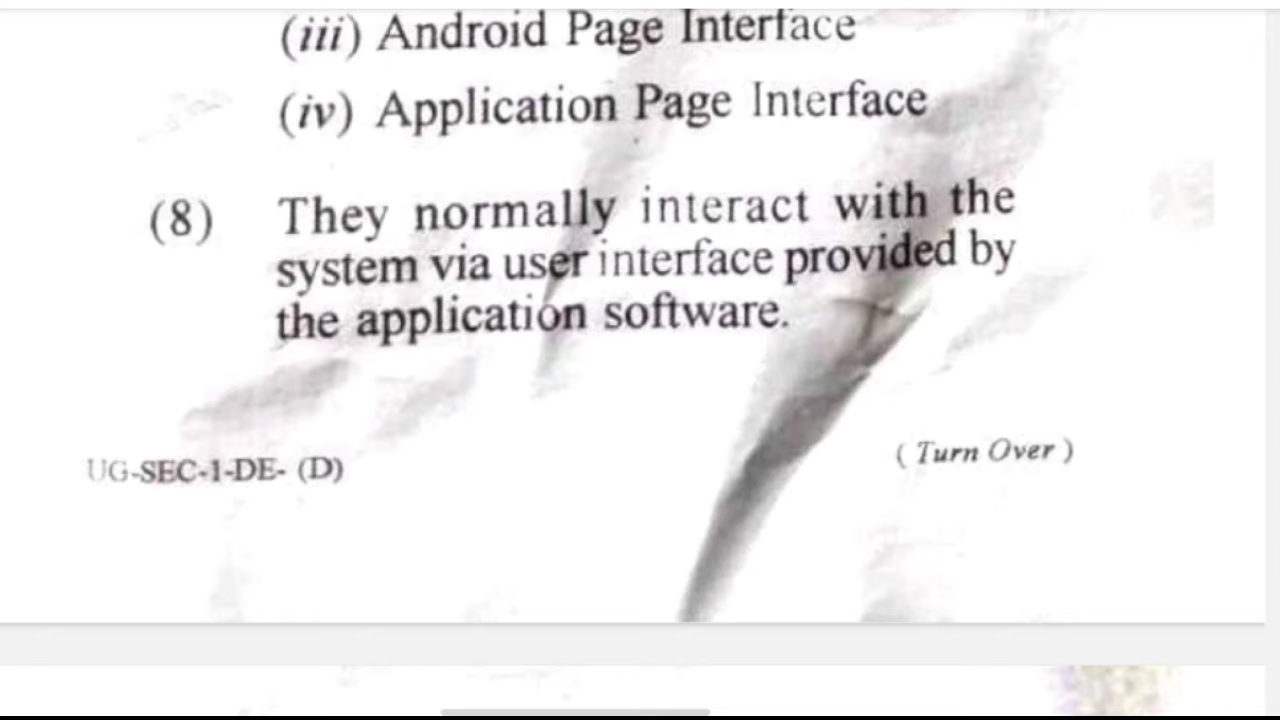 (iii) Android Page Interface
(iv) Application Page Interface
(8) They normally interact with the
system via user interface provided by
the application software.
UG-SEC-1-DE- (D)
( Turn Over )